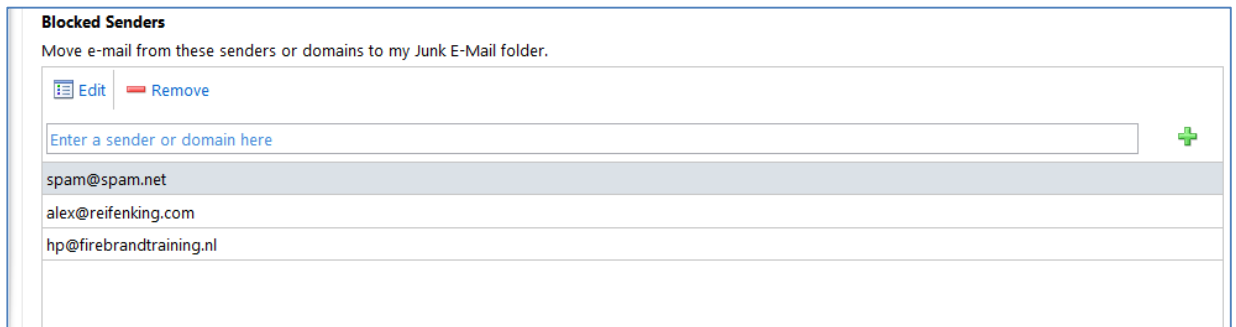 Blocked Senders
Move e-mail from these senders or domains to my Junk E-Mail folder.
Edit Remove
Enter a sender or domain here
spam@spam.net
alex@reifenking.com
hp@firebrandtraining.nl